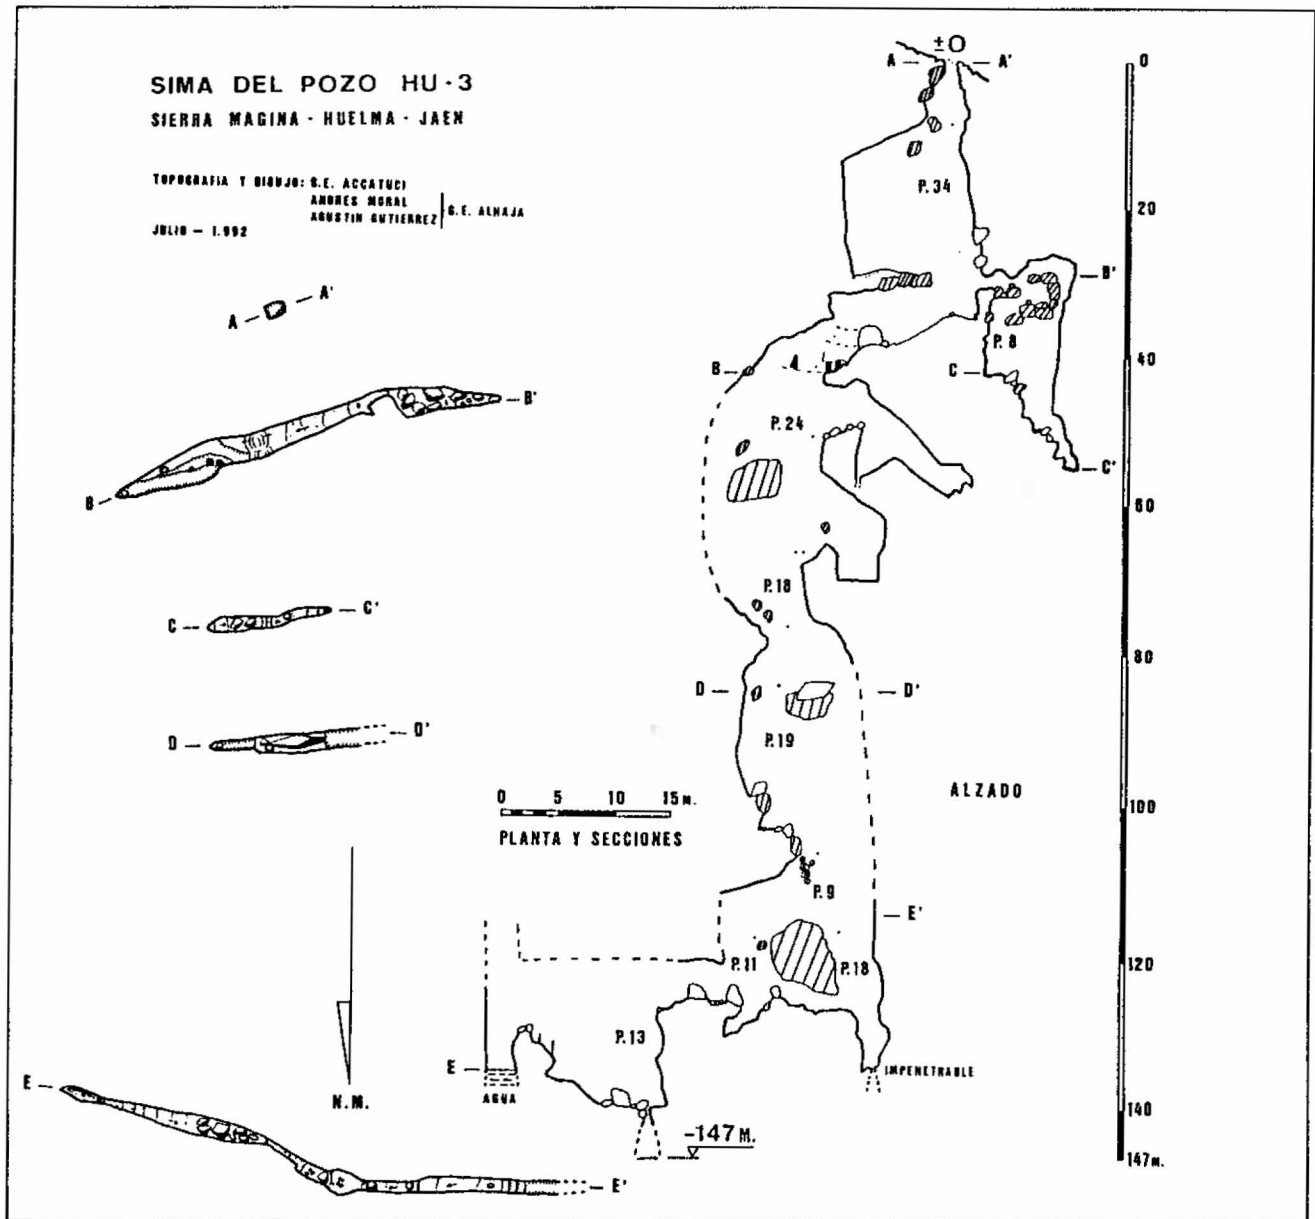 SIMA DEL POZO HU-3
SIERRA MAGINA - HUELMA - JAEN
TOPOGRAFIA Y DIBUJO: G.E. ACCATUCI
ANDRES MORAL
AGUSTIN GUTIERREZ
G.E. ALHAJA
JULIO - 1.992
A A'
B B'
C C'
D D'
E E'
N.M.
0 5 10 15 M.
PLANTA Y SECCIONES
±0
A A'
P.34
B'
P.8
C
B
P.24
C'
P.18
D D'
P.19
ALZADO
P.9
E'
P.11
P.18
P.13
E
AGUA
IMPENETRABLE
-147 M.
0
20
40
60
80
100
120
140
147 M.